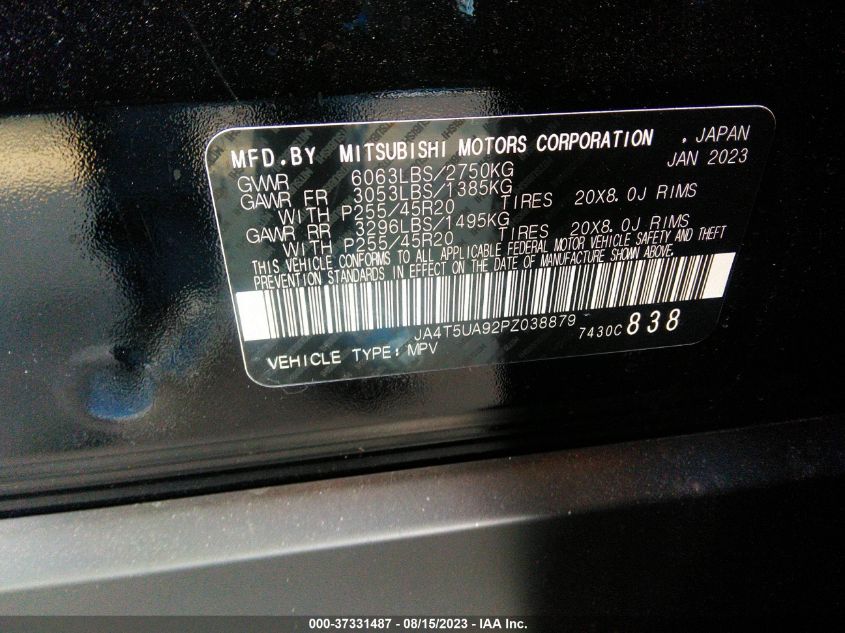 MFD.BY MITSUBISHI MOTORS CORPORATION , JAPAN
JAN 2023
GVWR 6063LBS/2750KG
GAWR FR 3053LBS/1385KG
WITH P255/45R20 TIRES 20X8.0J RIMS
GAWR RR 3296LBS/1495KG
WITH P255/45R20 TIRES 20X8.0J RIMS
THIS VEHICLE CONFORMS TO ALL APPLICABLE FEDERAL MOTOR VEHICLE SAFETY AND THEFT
PREVENTION STANDARDS IN EFFECT ON THE DATE OF MANUFACTURE SHOWN ABOVE.
JA4T5UA92PZ038879
7430C 838
VEHICLE TYPE: MPV
000-37331487 - 08/15/2023 - IAA Inc.